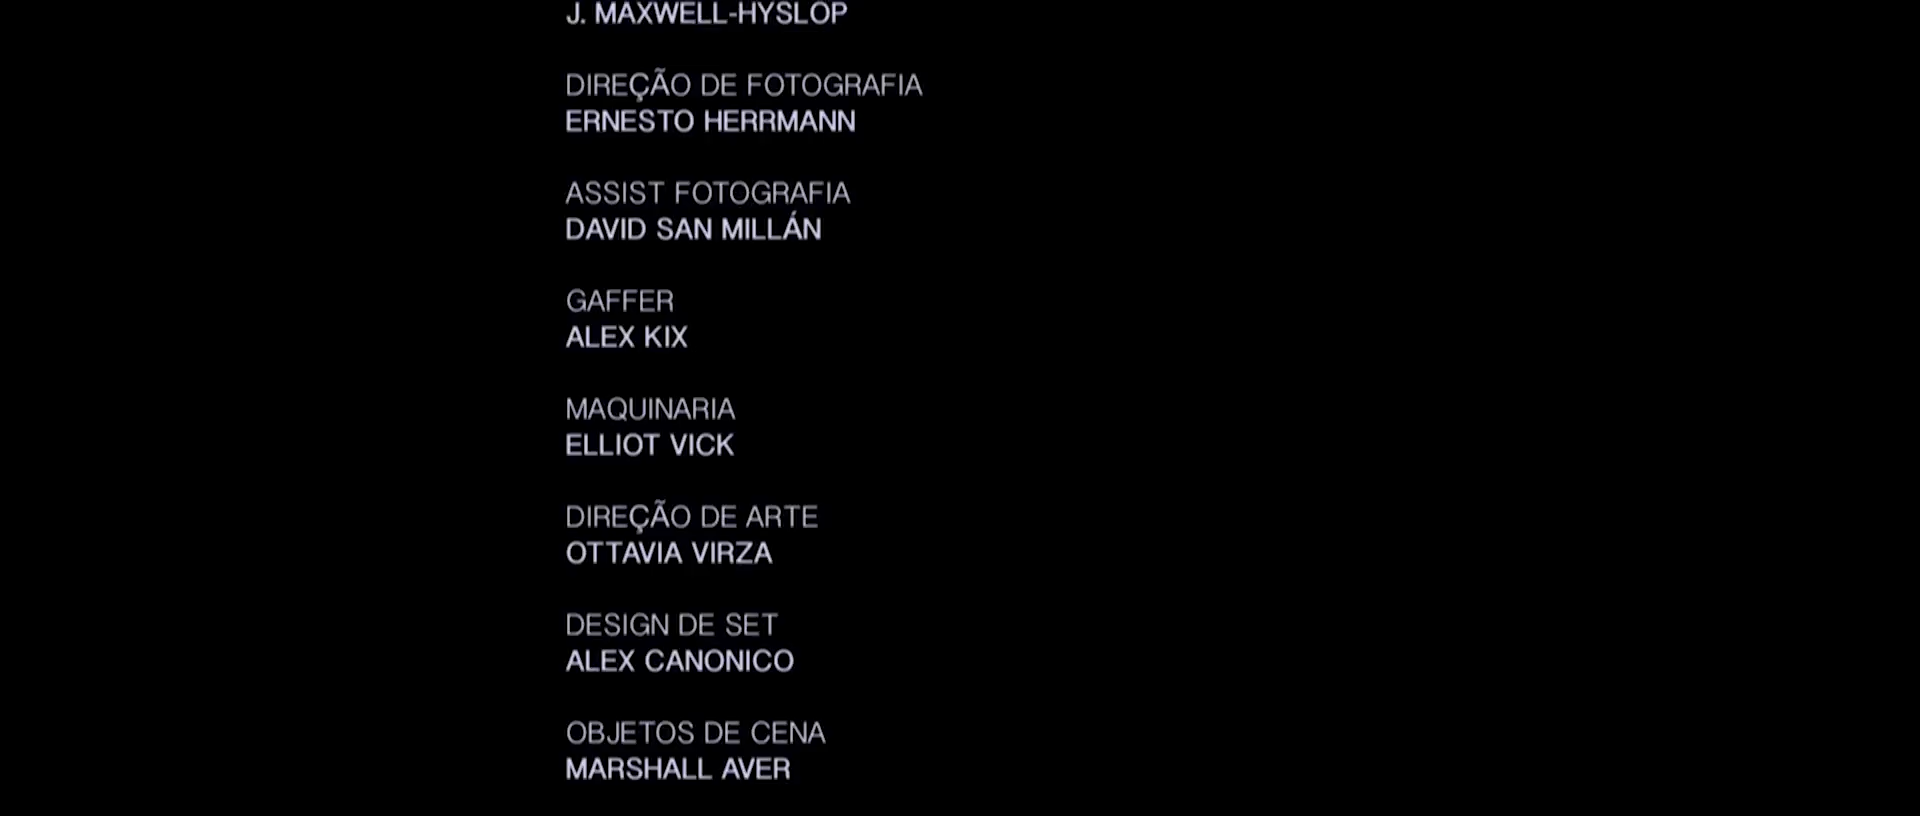 J. MAXWELL-HYSLOP
DIREÇÃO DE FOTOGRAFIA
ERNESTO HERRMANN
ASSIST FOTOGRAFIA
DAVID SAN MILLÁN
GAFFER
ALEX KIX
MAQUINARIA
ELLIOT VICK
DIREÇÃO DE ARTE
OTTAVIA VIRZA
DESIGN DE SET
ALEX CANONICO
OBJETOS DE CENA
MARSHALL AVER